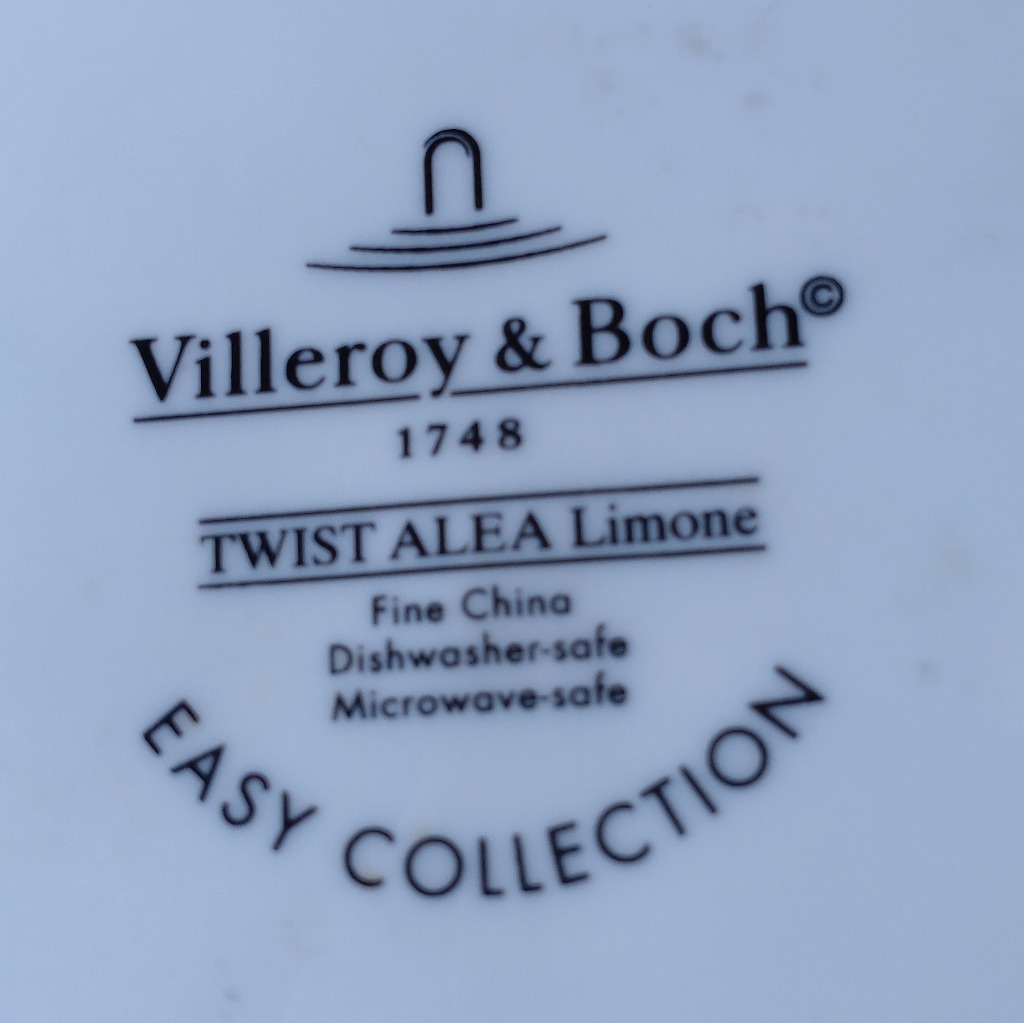 Villeroy & Boch©
1748
TWIST ALEA Limone
Fine China
Dishwasher-safe
Microwave-safe
EASY COLLECTION